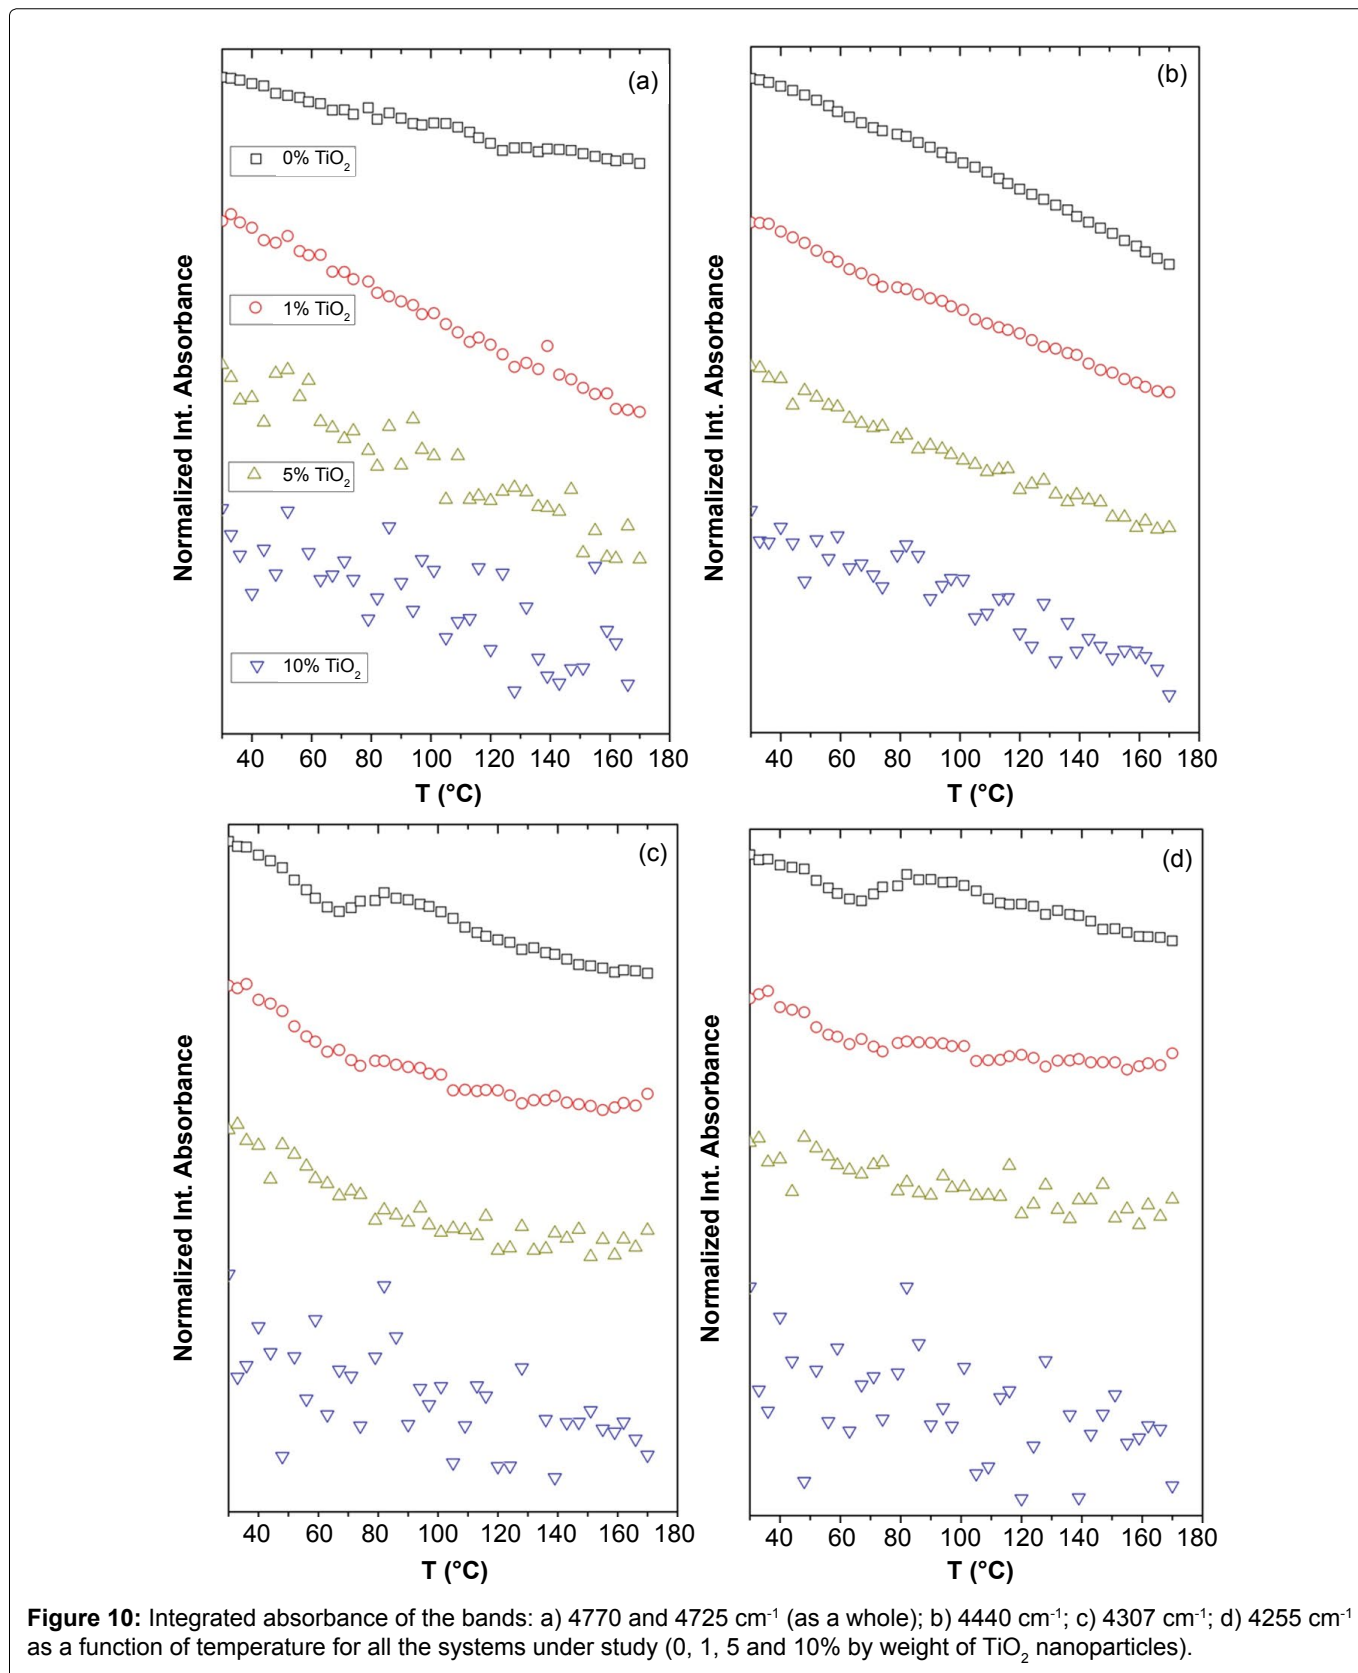 (a)
Normalized Int. Absorbance
0% TiO₂
1% TiO₂
5% TiO₂
10% TiO₂
40 60 80 100 120 140 160 180
T (°C)
(b)
Normalized Int. Absorbance
40 60 80 100 120 140 160 180
T (°C)
(c)
Normalized Int. Absorbance
40 60 80 100 120 140 160 180
T (°C)
(d)
Normalized Int. Absorbance
40 60 80 100 120 140 160 180
T (°C)
Figure 10: Integrated absorbance of the bands: a) 4770 and 4725 cm⁻¹ (as a whole); b) 4440 cm⁻¹; c) 4307 cm⁻¹; d) 4255 cm⁻¹
as a function of temperature for all the systems under study (0, 1, 5 and 10% by weight of TiO₂ nanoparticles).